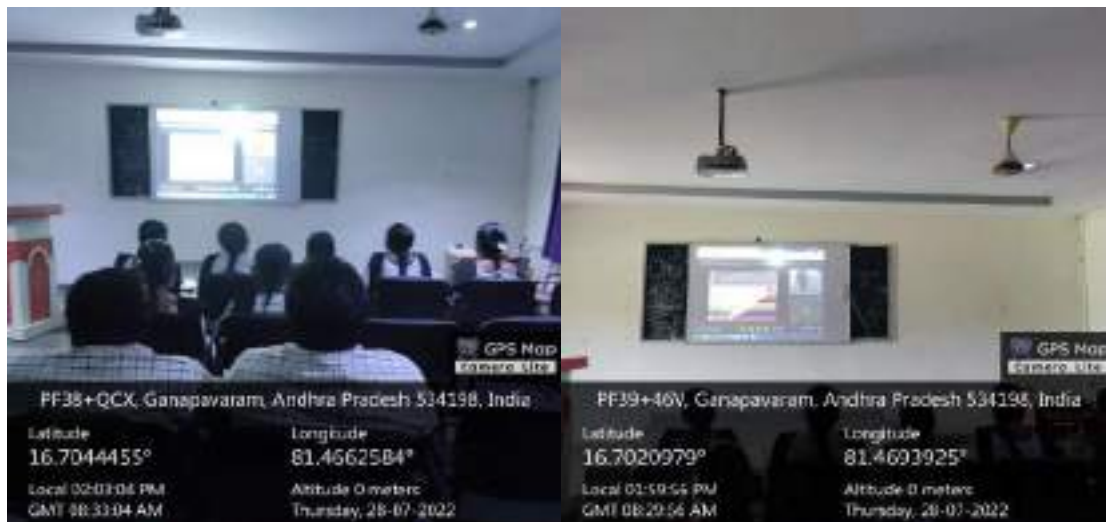 GPS Map
Camera Lite
PF38+QCX, Ganapavaram, Andhra Pradesh 534198, India
Latitude
16.7044455°
Longitude
81.4662584°
Local 02:03:04 PM
GMT 08:33:04 AM
Altitude 0 meters
Thursday, 28-07-2022
GPS Map
Camera Lite
PF39+46V, Ganapavaram, Andhra Pradesh 534198, India
Latitude
16.7020979°
Longitude
81.4693925°
Local 01:59:56 PM
GMT 08:29:56 AM
Altitude 0 meters
Thursday, 28-07-2022